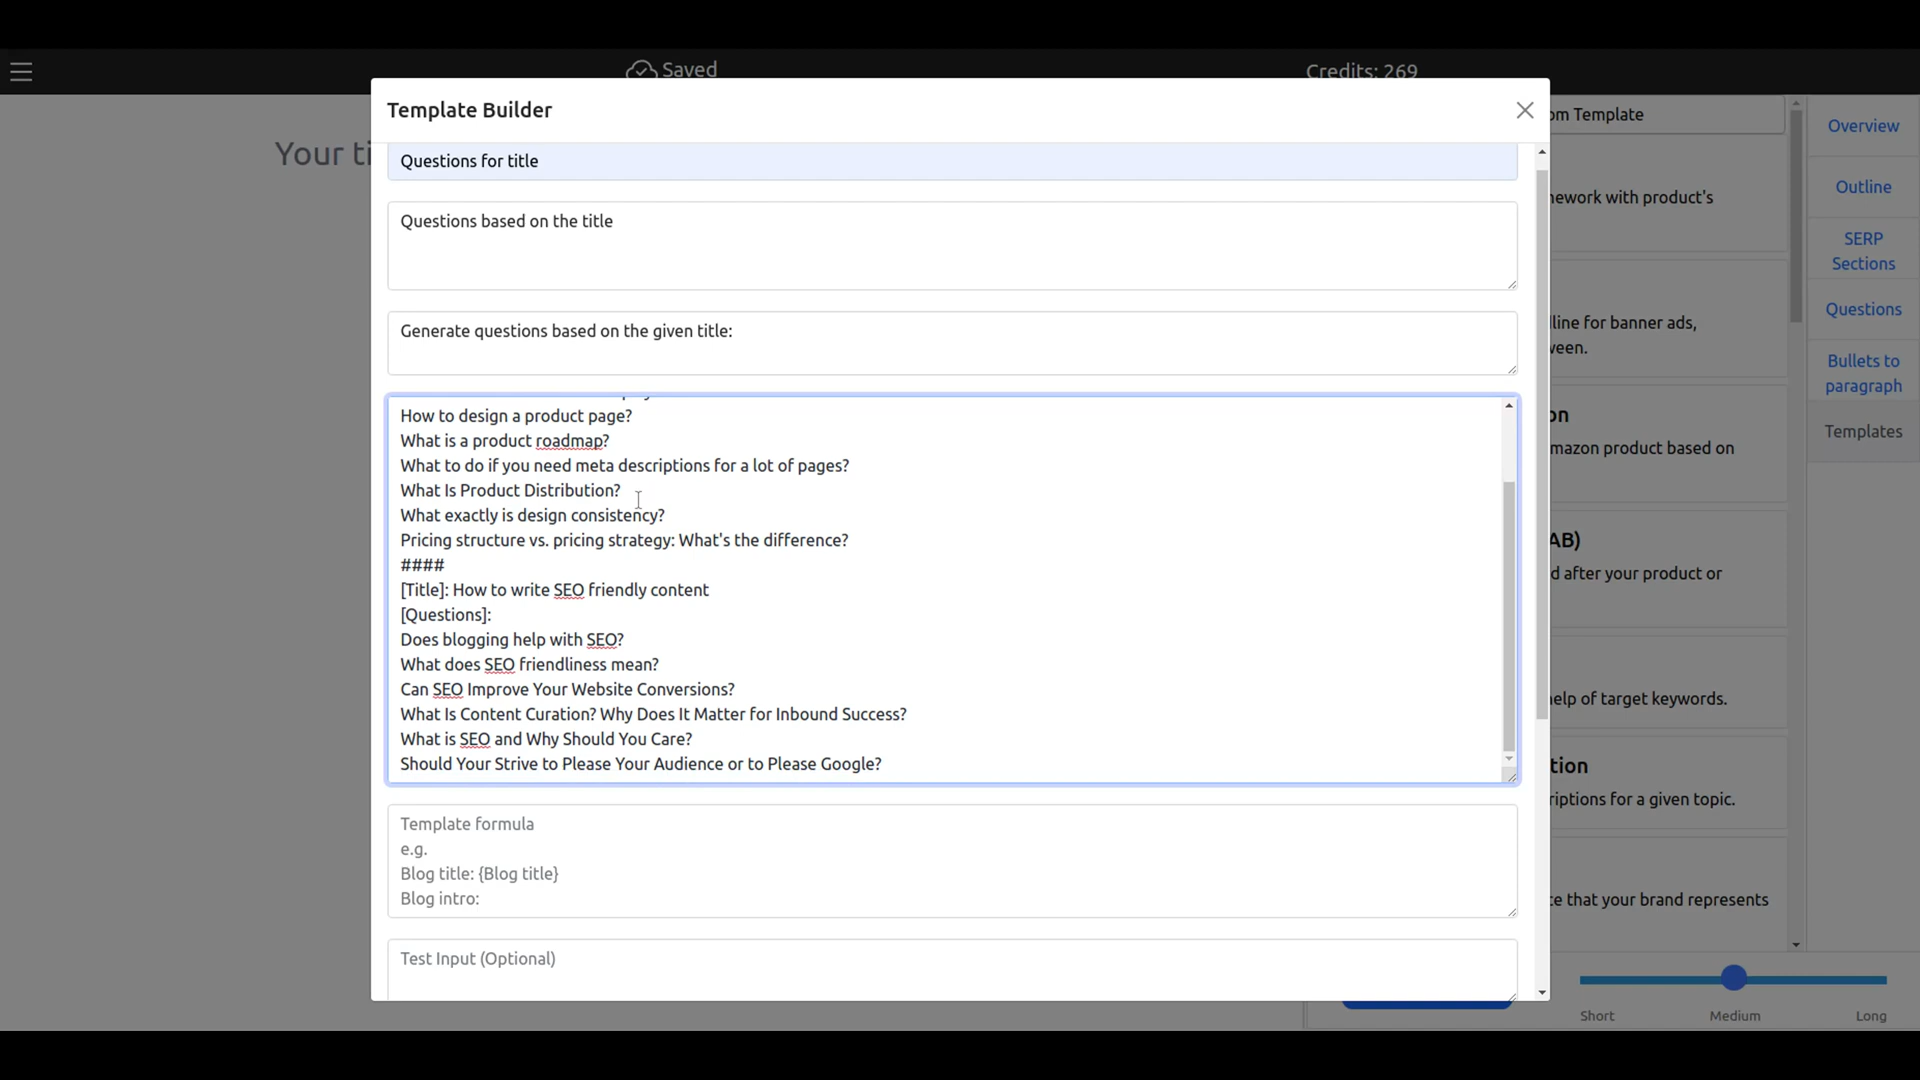 Saved
Credits: 269
Template Builder
Your ti
om Template
Overview
Questions for title
Outline
ework with product's
Questions based on the title
SERP
Sections
Questions
Generate questions based on the given title:
line for banner ads,
veen.
Bullets to
paragraph
Templates
How to design a product page?
What is a product roadmap?
What to do if you need meta descriptions for a lot of pages?
What Is Product Distribution?
What exactly is design consistency?
Pricing structure vs. pricing strategy: What's the difference?
####
[Title]: How to write SEO friendly content
[Questions]:
Does blogging help with SEO?
What does SEO friendliness mean?
Can SEO Improve Your Website Conversions?
What Is Content Curation? Why Does It Matter for Inbound Success?
What is SEO and Why Should You Care?
Should Your Strive to Please Your Audience or to Please Google?
on
mazon product based on
AB)
d after your product or
elp of target keywords.
tion
riptions for a given topic.
te that your brand represents
Template formula
e.g.
Blog title: {Blog title}
Blog intro:
Test Input (Optional)
Short
Medium
Long